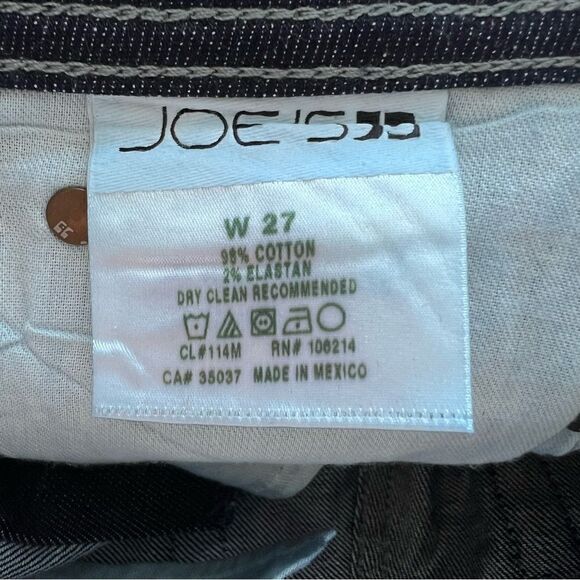 JOE'S
W 27
98% COTTON
2% ELASTAN
DRY CLEAN RECOMMENDED
CL#114M RN# 106214
CA# 35037 MADE IN MEXICO